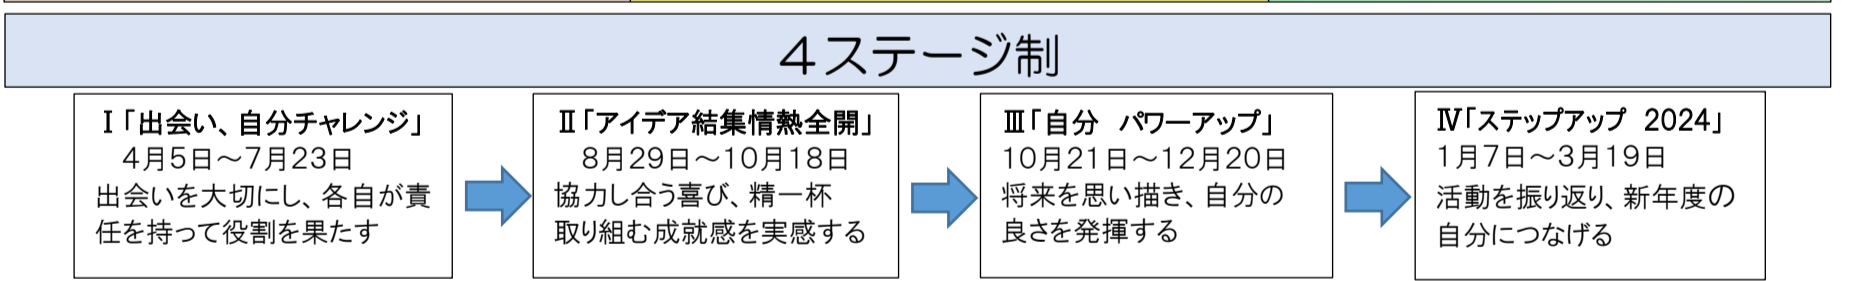 4ステージ制
Ⅰ「出会い、自分チャレンジ」
4月5日～7月23日
出会いを大切にし、各自が責
任を持って役割を果たす
Ⅱ「アイデア結集情熱全開」
8月29日～10月18日
協力し合う喜び、精一杯
取り組む成就感を実感する
Ⅲ「自分　パワーアップ」
10月21日～12月20日
将来を思い描き、自分の
良さを発揮する
Ⅳ「ステップアップ　2024」
1月7日～3月19日
活動を振り返り、新年度の
自分につなげる